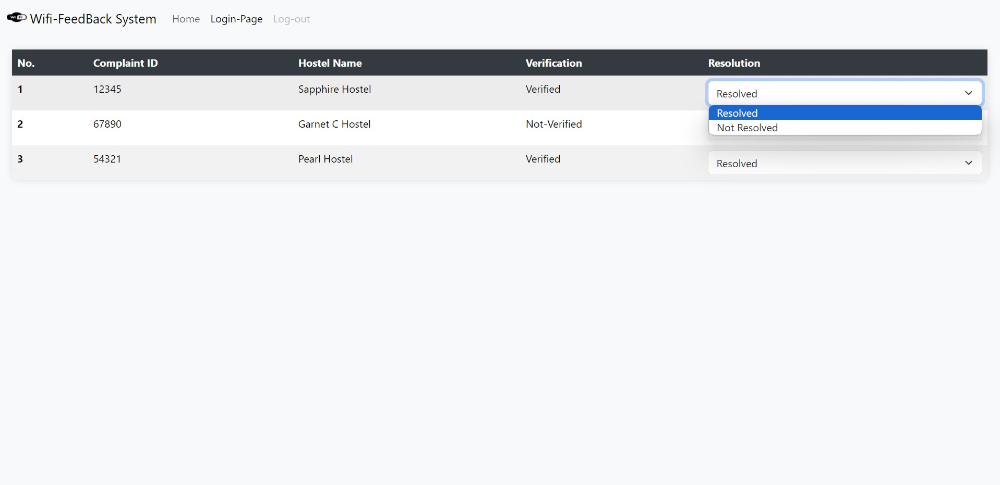 WiFi Wifi-FeedBack System Home Login-Page Log-out
No. Complaint ID Hostel Name Verification Resolution
1 12345 Sapphire Hostel Verified Resolved
Resolved
2 67890 Garnet C Hostel Not-Verified
Not Resolved
3 54321 Pearl Hostel Verified Resolved